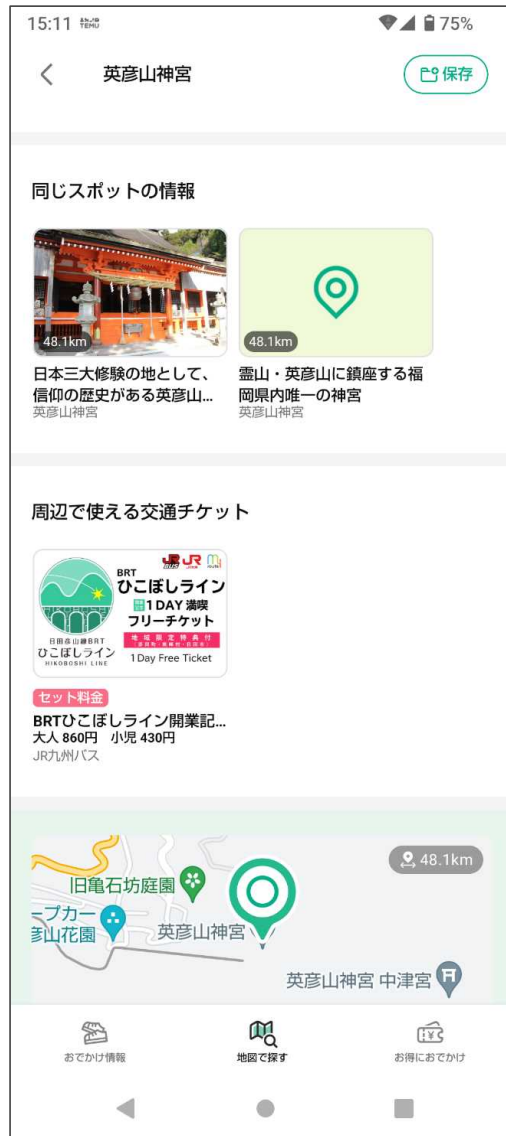 15:11
TEMU
75%
英彦山神宮
保存
同じスポットの情報
48.1km
日本三大修験の地として、
信仰の歴史がある英彦山...
英彦山神宮
48.1km
霊山・英彦山に鎮座する福
岡県内唯一の神宮
英彦山神宮
周辺で使える交通チケット
BRT
ひこぼしライン
1 DAY 満喫
フリーチケット
地域限定特典付
1Day Free Ticket
日田彦山線BRT
ひこぼしライン
HIKOBOSHI LINE
セット料金
BRTひこぼしライン開業記...
大人 860円 小児 430円
JR九州バス
48.1km
旧亀石坊庭園
ープカー
彦山花園
英彦山神宮
英彦山神宮 中津宮
おでかけ情報
地図で探す
お得におでかけ